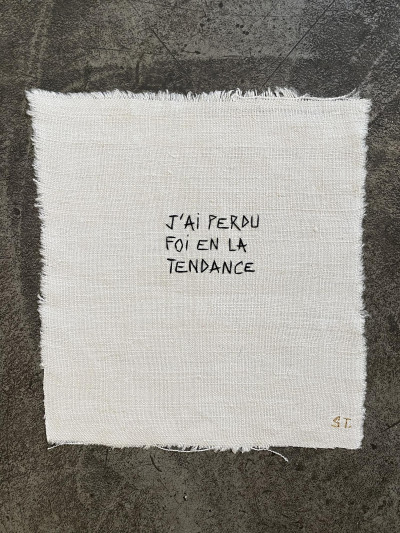 J'Ai PERDU
FOi EN LA
TENDANCE
S.T.